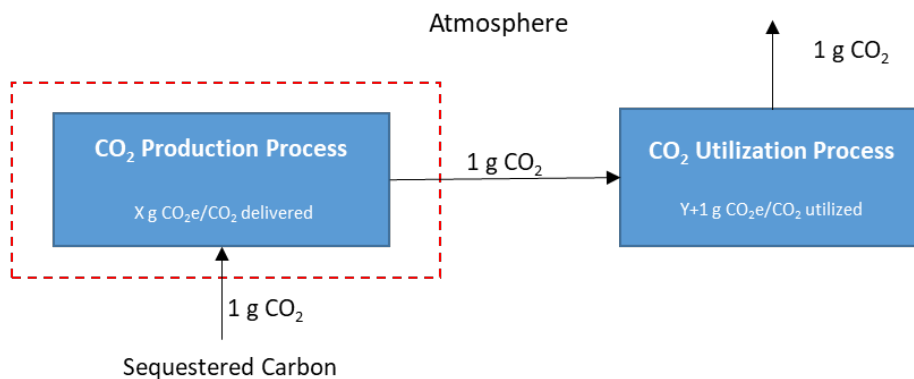 Atmosphere
1 g CO₂
CO₂ Production Process
X g CO₂e/CO₂ delivered
1 g CO₂
CO₂ Utilization Process
Y+1 g CO₂e/CO₂ utilized
1 g CO₂
Sequestered Carbon